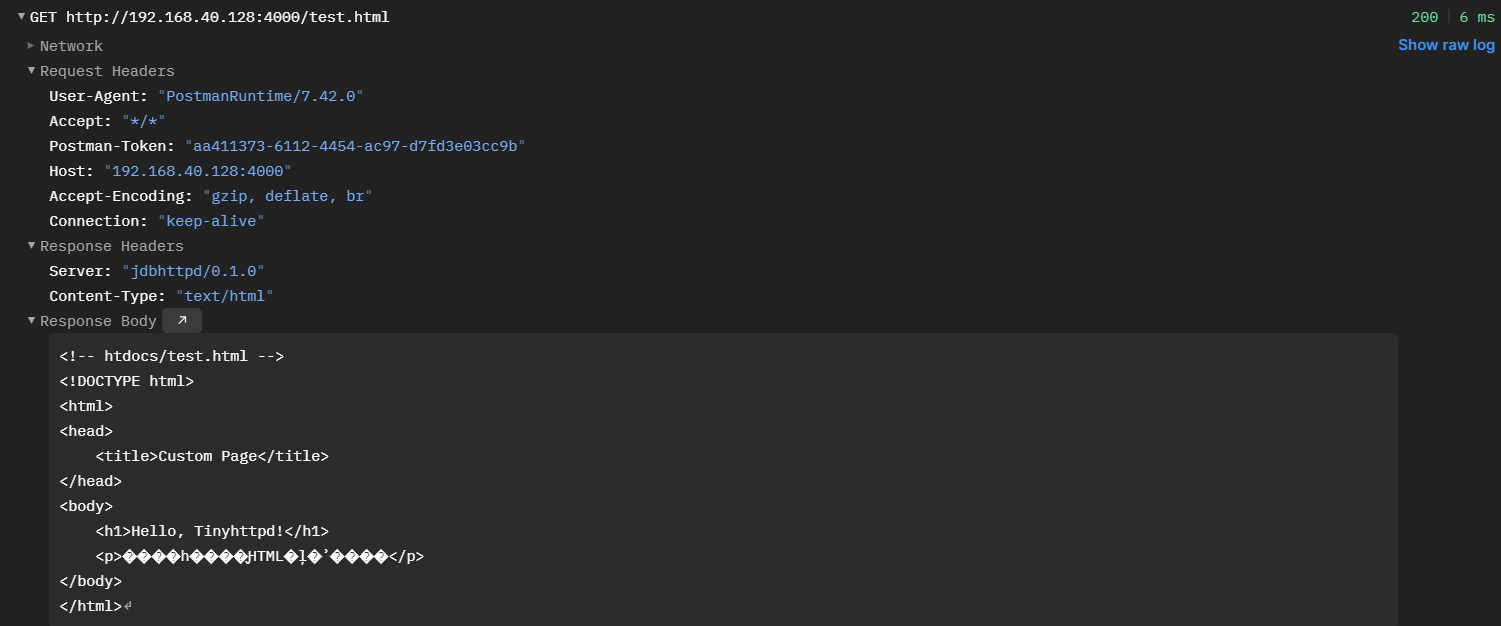 GET http://192.168.40.128:4000/test.html 200 6 ms
Network Show raw log
Request Headers
User-Agent: "PostmanRuntime/7.42.0"
Accept: "*/*"
Postman-Token: "aa411373-6112-4454-ac97-d7fd3e03cc9b"
Host: "192.168.40.128:4000"
Accept-Encoding: "gzip, deflate, br"
Connection: "keep-alive"
Response Headers
Server: "jdbhttpd/0.1.0"
Content-Type: "text/html"
Response Body
<!-- htdocs/test.html -->
<!DOCTYPE html>
<html>
<head>
<title>Custom Page</title>
</head>
<body>
<h1>Hello, Tinyhttpd!</h1>
<p>����һ����ԶHTML�ļ�ʾ����</p>
</body>
</html>